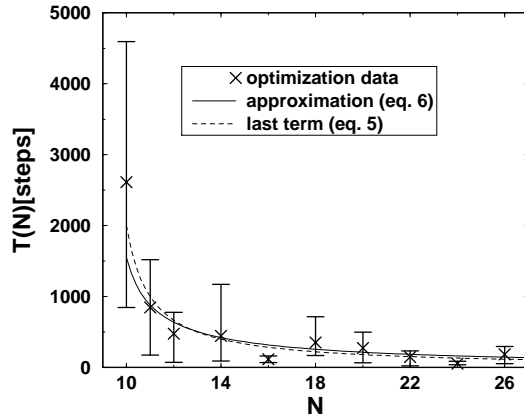 5000
4000
3000
2000
1000
0
T(N)[steps]
optimization data
approximation (eq. 6)
last term (eq. 5)
10 14 18 22 26
N